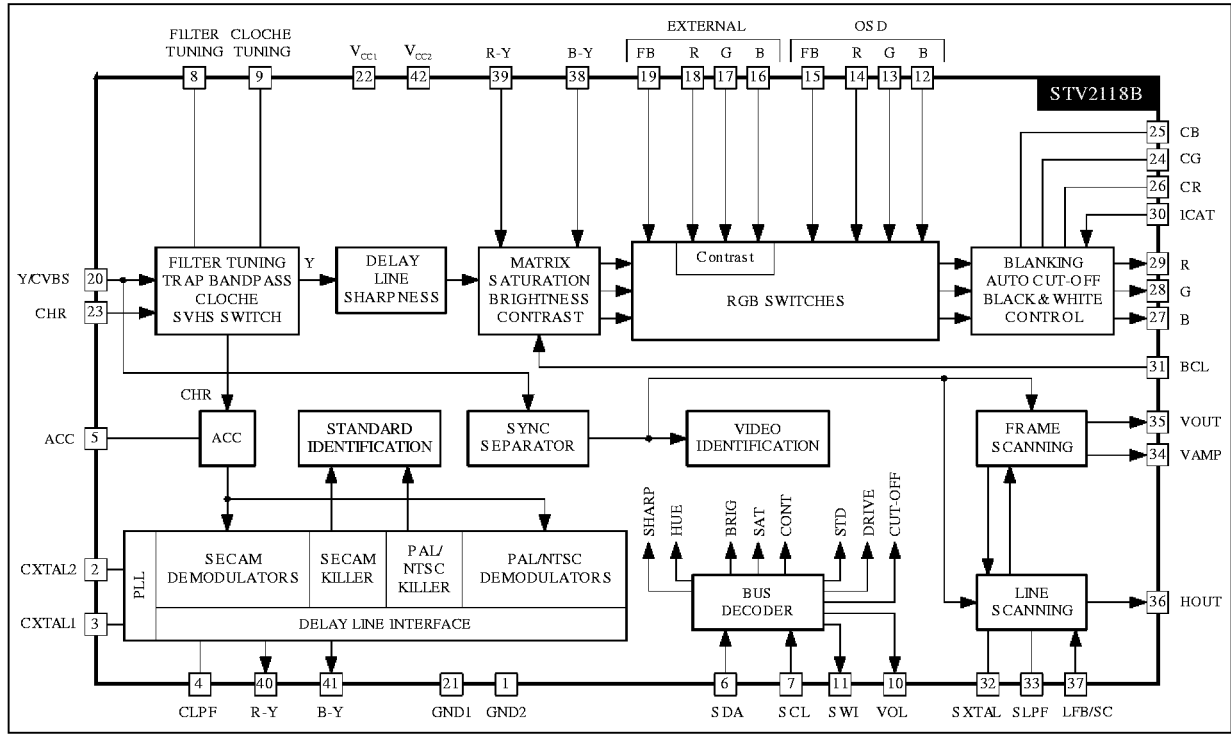 FILTER TUNING
CLOCHE TUNING
VCC1
VCC2
R-Y
B-Y
EXTERNAL
FB R G B
OSD
FB R G B
8 9 22 42 39 38 19 18 17 16 15 14 13 12
STV2118B
25 CB
24 CG
26 CR
30 ICAT
29 R
28 G
27 B
31 BCL
35 VOUT
34 VAMP
36 HOUT
Y/CVBS 20
CHR 23
ACC 5
CXTAL2 2
CXTAL1 3
FILTER TUNING
TRAP BANDPASS
CLOCHE
SVHS SWITCH
Y
DELAY
LINE
SHARPNESS
MATRIX
SATURATION
BRIGHTNESS
CONTRAST
Contrast
RGB SWITCHES
BLANKING
AUTO CUT-OFF
BLACK & WHITE
CONTROL
CHR
ACC
STANDARD
IDENTIFICATION
SYNC
SEPARATOR
VIDEO
IDENTIFICATION
FRAME
SCANNING
PLL
SECAM
DEMODULATORS
SECAM
KILLER
PAL/
NTSC
KILLER
PAL/NTSC
DEMODULATORS
DELAY LINE INTERFACE
SHARP
HUE
BRIG
SAT
CONT
STD
DRIVE
CUT-OFF
BUS
DECODER
LINE
SCANNING
4 40 41 21 1 6 7 11 10 32 33 37
CLPF R-Y B-Y GND1 GND2 SDA SCL SWI VOL SXTAL SLPF LFB/SC